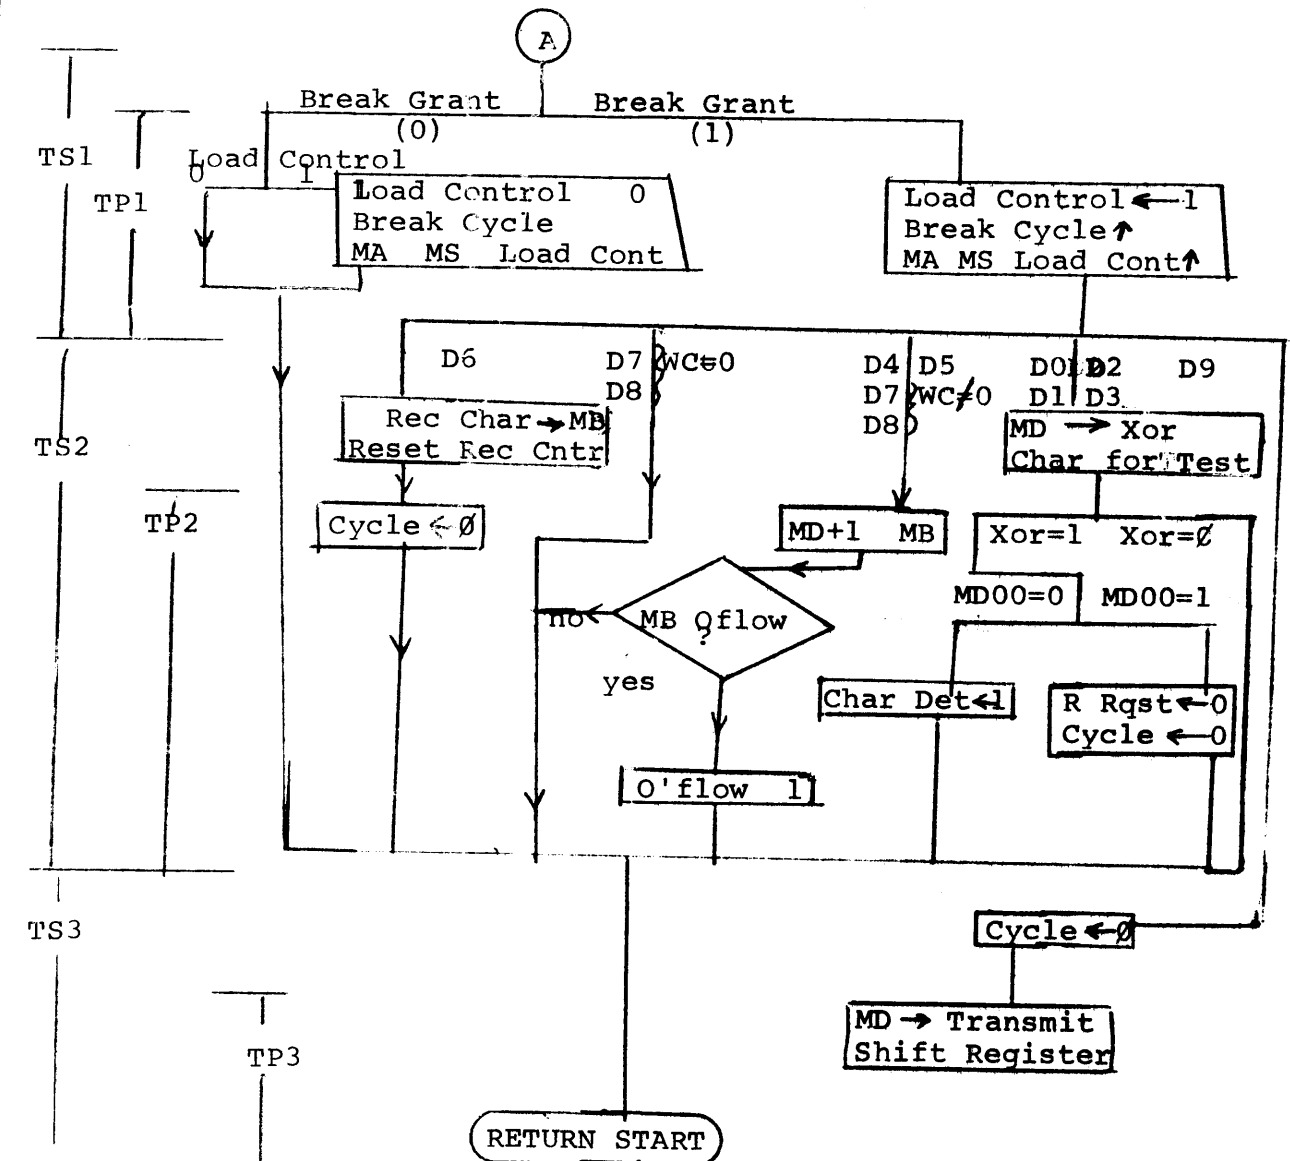 A
Break Grant
(0)
Break Grant
(1)
TS1
TP1
Load Control
0 1
Load Control 0
Break Cycle
MA MS Load Cont
Load Control←1
Break Cycle↑
MA MS Load Cont↑
D6
D7 WC=0
D8
D4 D5
D7 WC≠0
D8
D0 D2
D1 D3
D9
TS2
Rec Char→MB
Reset Rec Cntr
MD → Xor
Char for Test
TP2
Cycle←Ø
MD+1 MB
Xor=1 Xor=Ø
MD00=0 MD00=1
no
MB Oflow
?
yes
Char Det←1
R Rqst←0
Cycle ←0
O'flow 1
TS3
Cycle←Ø
MD→ Transmit
Shift Register
TP3
RETURN START